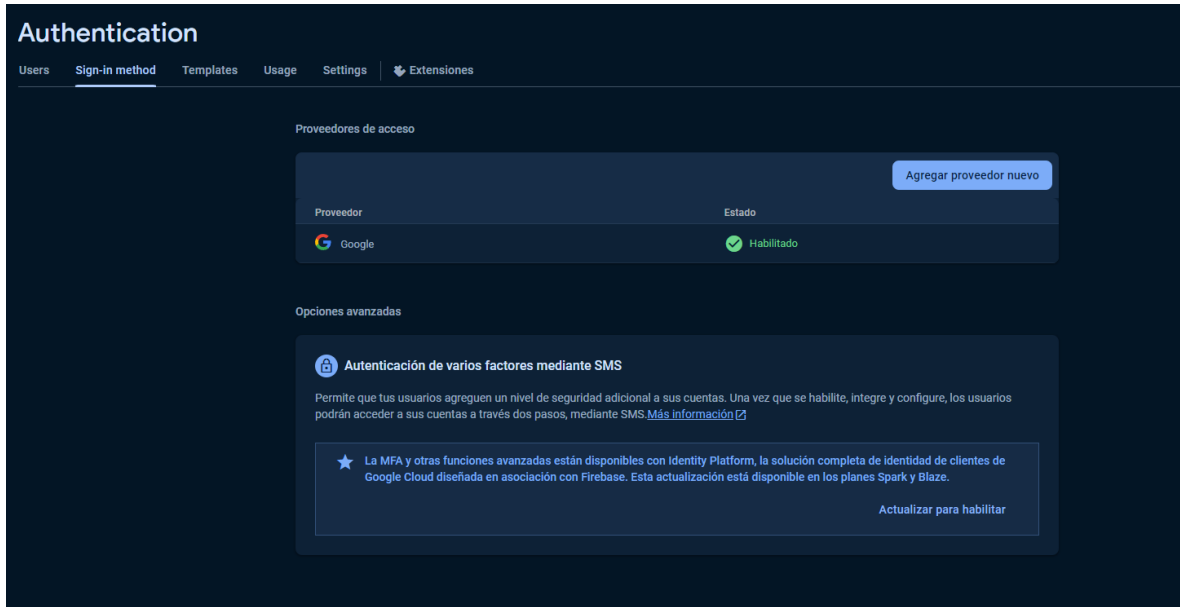 Authentication
Users Sign-in method Templates Usage Settings Extensiones
Proveedores de acceso
Agregar proveedor nuevo
Proveedor Estado
Google Habilitado
Opciones avanzadas
Autenticación de varios factores mediante SMS
Permite que tus usuarios agreguen un nivel de seguridad adicional a sus cuentas. Una vez que se habilite, integre y configure, los usuarios
podrán acceder a sus cuentas a través dos pasos, mediante SMS.Más información
La MFA y otras funciones avanzadas están disponibles con Identity Platform, la solución completa de identidad de clientes de
Google Cloud diseñada en asociación con Firebase. Esta actualización está disponible en los planes Spark y Blaze.
Actualizar para habilitar